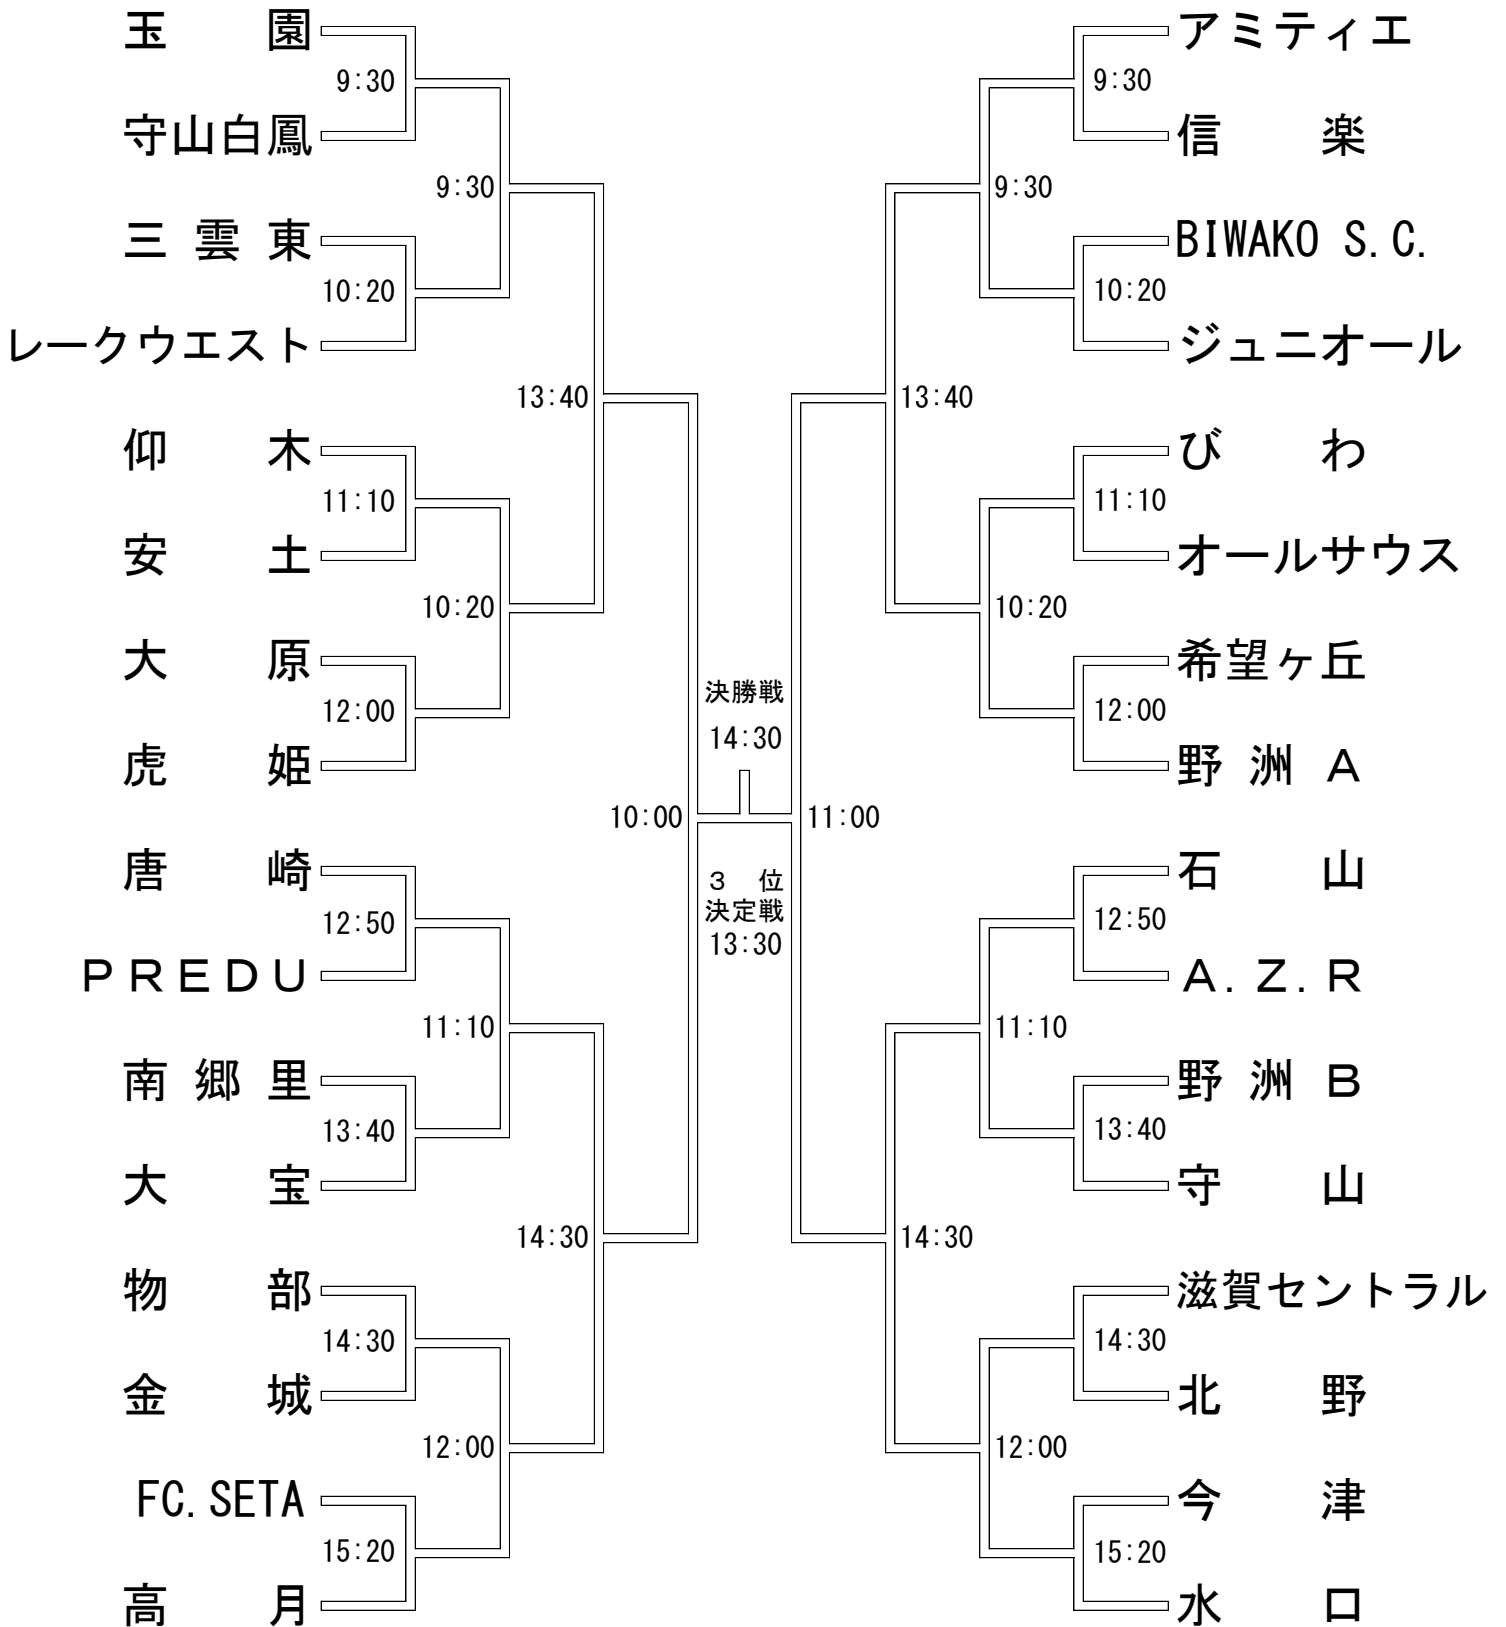 玉園
9:30
守山白鳳
9:30
三雲東
10:20
レークウエスト
13:40
仰木
11:10
安土
10:20
大原
12:00
虎姫
10:00
唐崎
12:50
ＰＲＥＤＵ
11:10
南郷里
13:40
大宝
14:30
物部
14:30
金城
12:00
FC.SETA
15:20
高月
決勝戦
14:30
３位
決定戦
13:30
アミティエ
9:30
信楽
9:30
BIWAKO S.C.
10:20
ジュニオール
13:40
びわ
11:10
オールサウス
10:20
希望ヶ丘
12:00
野洲Ａ
11:00
石山
12:50
Ａ.Ｚ.Ｒ
11:10
野洲Ｂ
13:40
守山
14:30
滋賀セントラル
14:30
北野
12:00
今津
15:20
水口